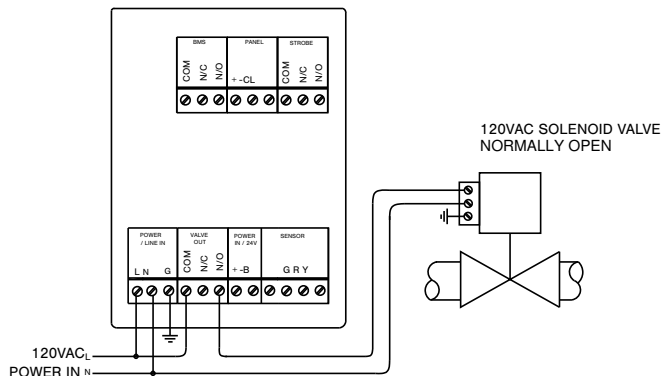 BMS PANEL STROBE
COM N/C N/O + -CL COM N/C N/O
120VAC SOLENOID VALVE
NORMALLY OPEN
POWER / LINE IN VALVE OUT POWER IN / 24V SENSOR
L N G COM N/C N/O + -B G R Y
120VAC L
POWER IN N